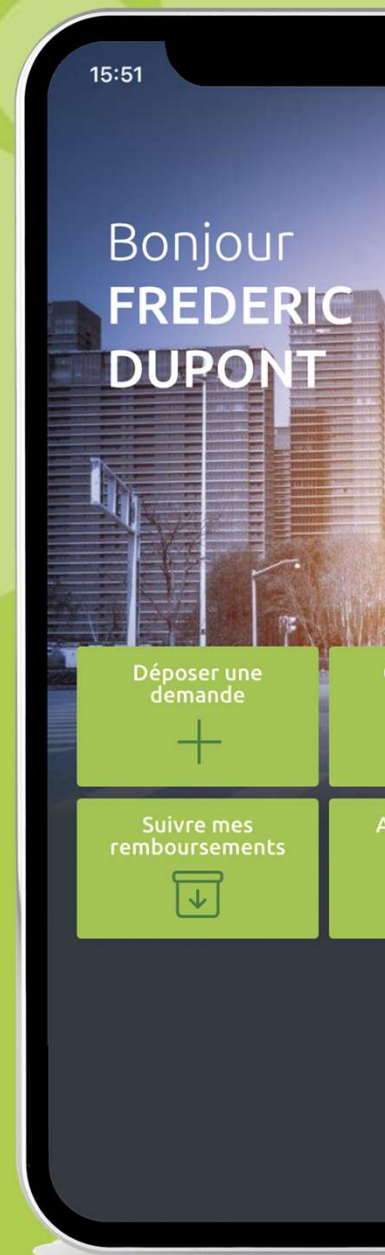 15:51
Bonjour
FREDERIC
DUPONT
Déposer une
demande
Suivre mes
remboursements